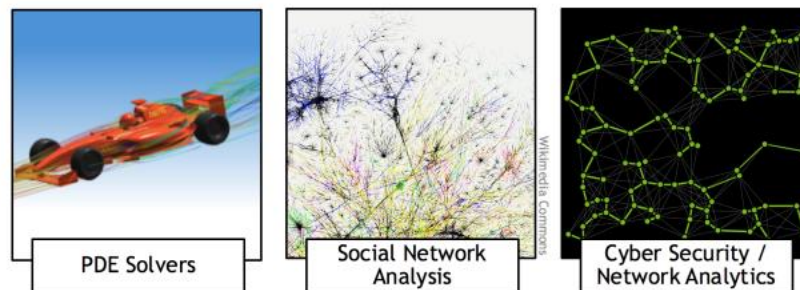 PDE Solvers
Social Network
Analysis
Wikimedia Commons
Cyber Security /
Network Analytics